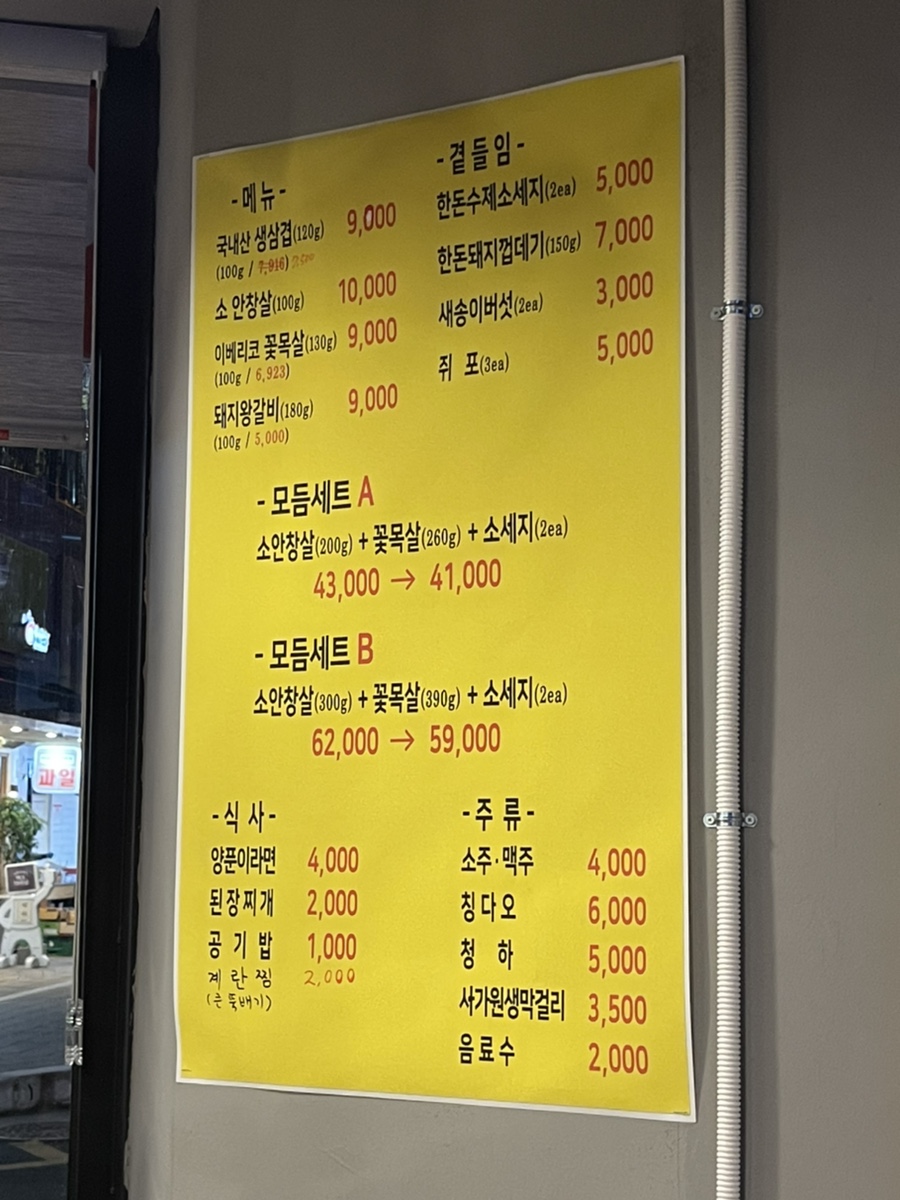 -메뉴-
국내산 생삼겹(120g) 9,000
(100g / 7,916) 7,500
소 안창살(100g) 10,000
이베리코 꽃목살(130g) 9,000
(100g / 6,923)
돼지왕갈비(180g) 9,000
(100g / 5,000)
-곁들임-
한돈수제소세지(2ea) 5,000
한돈돼지껍데기(150g) 7,000
새송이버섯(2ea) 3,000
쥐 포(3ea) 5,000
- 모듬세트 A
소안창살(200g) + 꽃목살(260g) + 소세지(2ea)
43,000 → 41,000
- 모듬세트 B
소안창살(300g) + 꽃목살(390g) + 소세지(2ea)
62,000 → 59,000
-식 사-
양푼이라면 4,000
된장찌개 2,000
공 기 밥 1,000
계 란 찜 2,000
(큰 뚝배기)
-주 류-
소주·맥주 4,000
칭다오 6,000
청 하 5,000
서가원생막걸리 3,500
음료수 2,000
과일